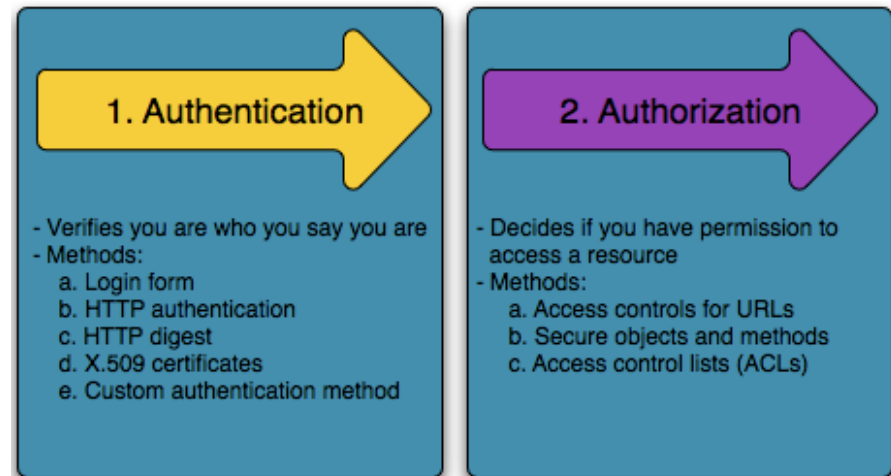 1. Authentication
- Verifies you are who you say you are
- Methods:
a. Login form
b. HTTP authentication
c. HTTP digest
d. X.509 certificates
e. Custom authentication method
2. Authorization
- Decides if you have permission to
access a resource
- Methods:
a. Access controls for URLs
b. Secure objects and methods
c. Access control lists (ACLs)